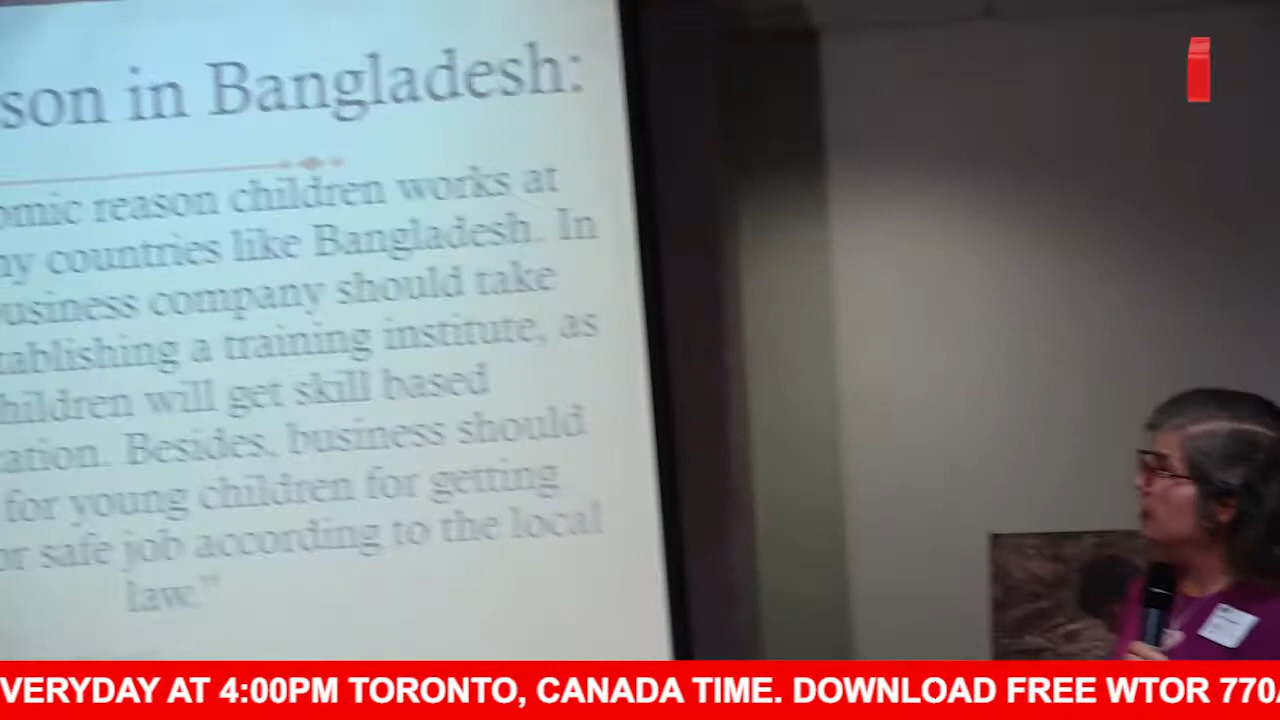 son in Bangladesh:
omic reason children works at
ny countries like Bangladesh. In
business company should take
tablishing a training institute, as
hildren will get skill based
ation. Besides, business should
for young children for getting
or safe job according to the local
law."
VERYDAY AT 4:00PM TORONTO, CANADA TIME. DOWNLOAD FREE WTOR 770